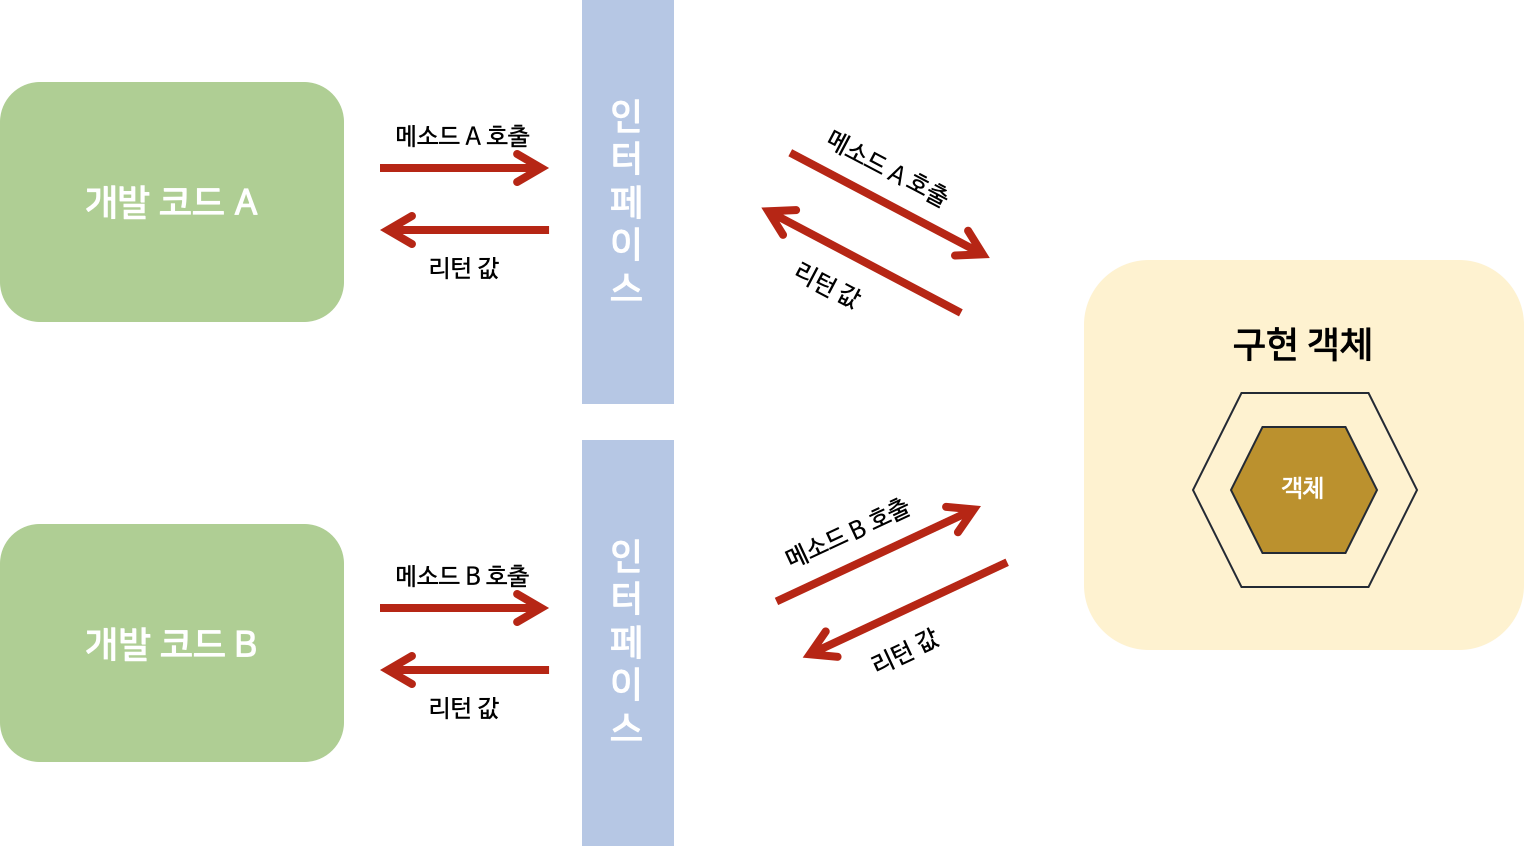 개발 코드 A
메소드 A 호출
리턴 값
인
터
페
이
스
메소드 A 호출
리턴 값
구현 객체
객체
개발 코드 B
메소드 B 호출
리턴 값
인
터
페
이
스
메소드 B 호출
리턴 값